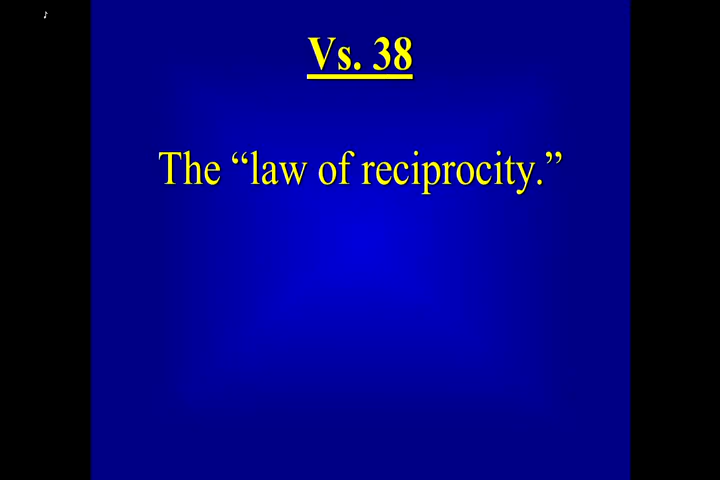 ♪
Vs. 38
The “law of reciprocity.”